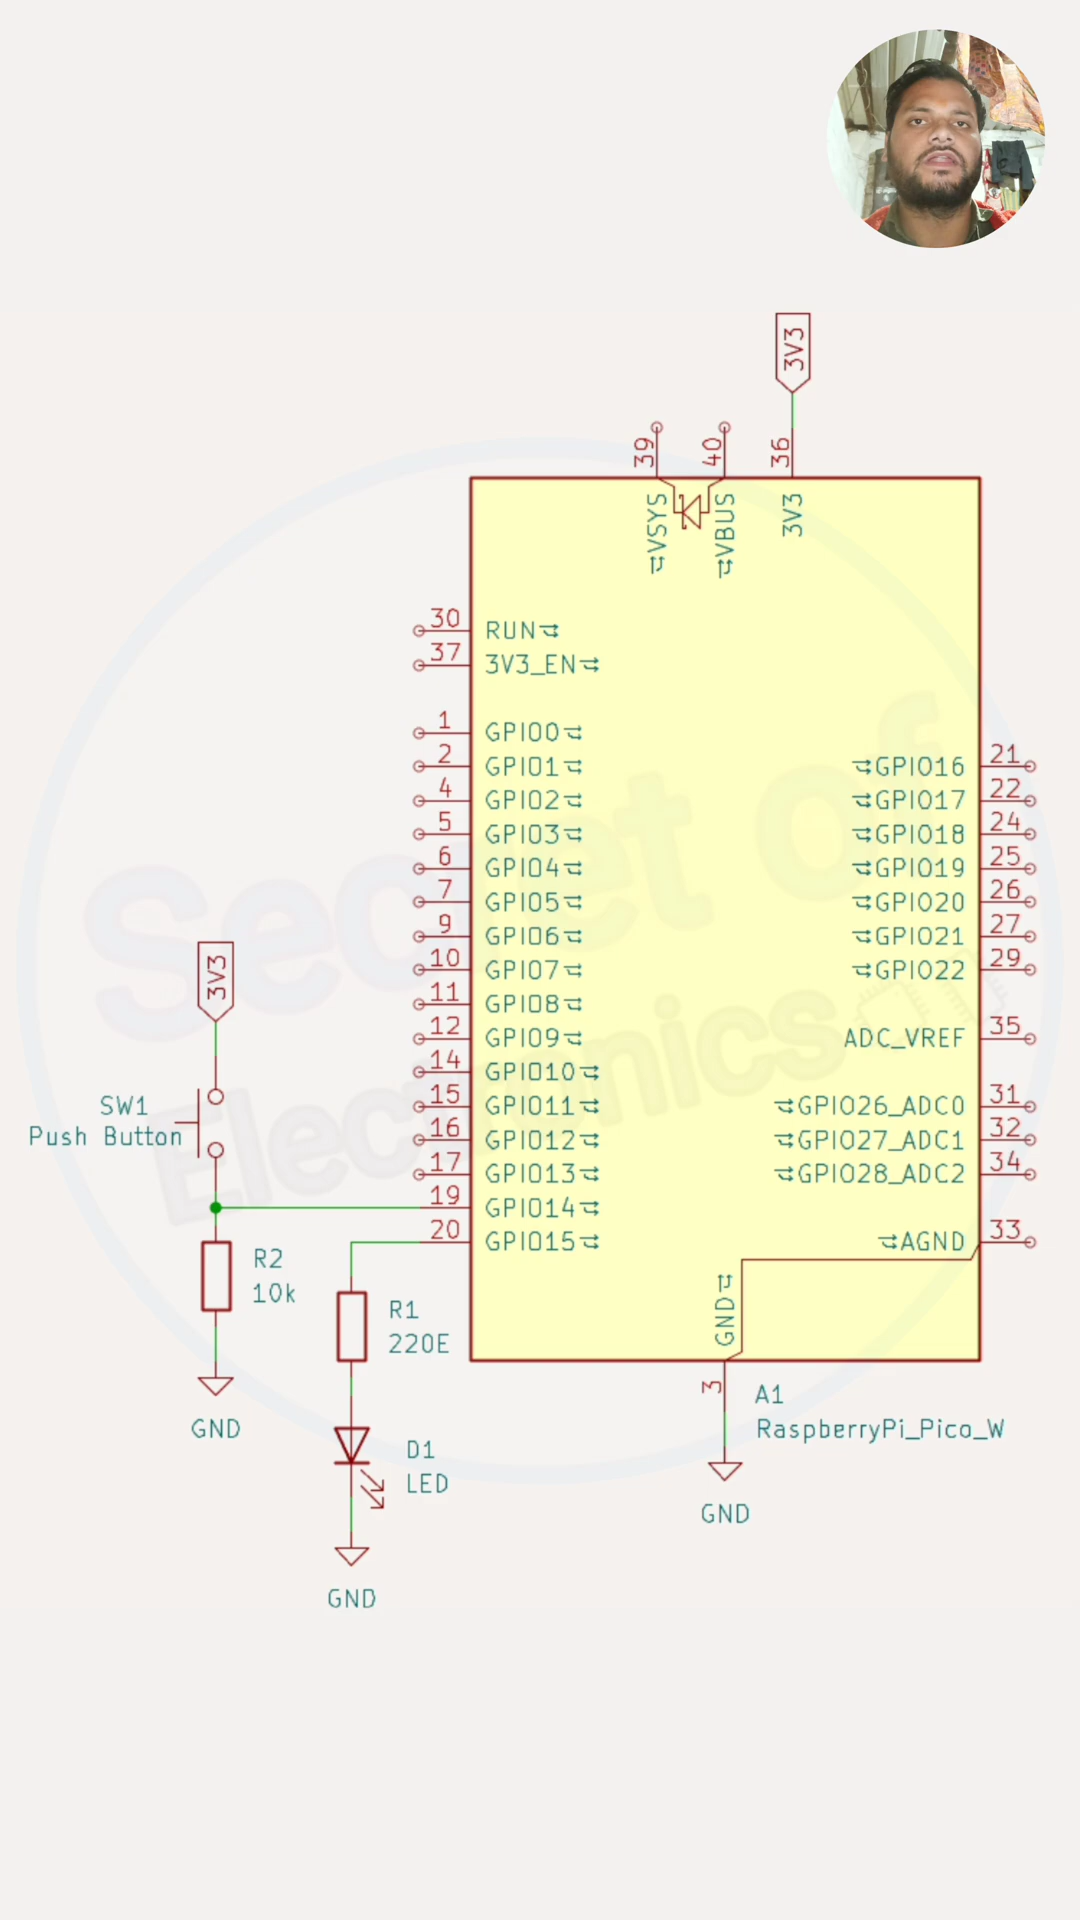 3V3
39
40
36
VSYS
VBUS
3V3
30
RUN
37
3V3_EN
1
GPIO0
2
GPIO1
4
GPIO2
5
GPIO3
6
GPIO4
7
GPIO5
9
GPIO6
10
GPIO7
11
GPIO8
12
GPIO9
14
GPIO10
15
GPIO11
16
GPIO12
17
GPIO13
19
GPIO14
20
GPIO15
GPIO16
21
GPIO17
22
GPIO18
24
GPIO19
25
GPIO20
26
GPIO21
27
GPIO22
29
ADC_VREF
35
GPIO26_ADC0
31
GPIO27_ADC1
32
GPIO28_ADC2
34
AGND
33
GND
3
A1
RaspberryPi_Pico_W
GND
3V3
SW1
Push Button
R2
10k
GND
R1
220E
D1
LED
GND
Secret of
Electronics